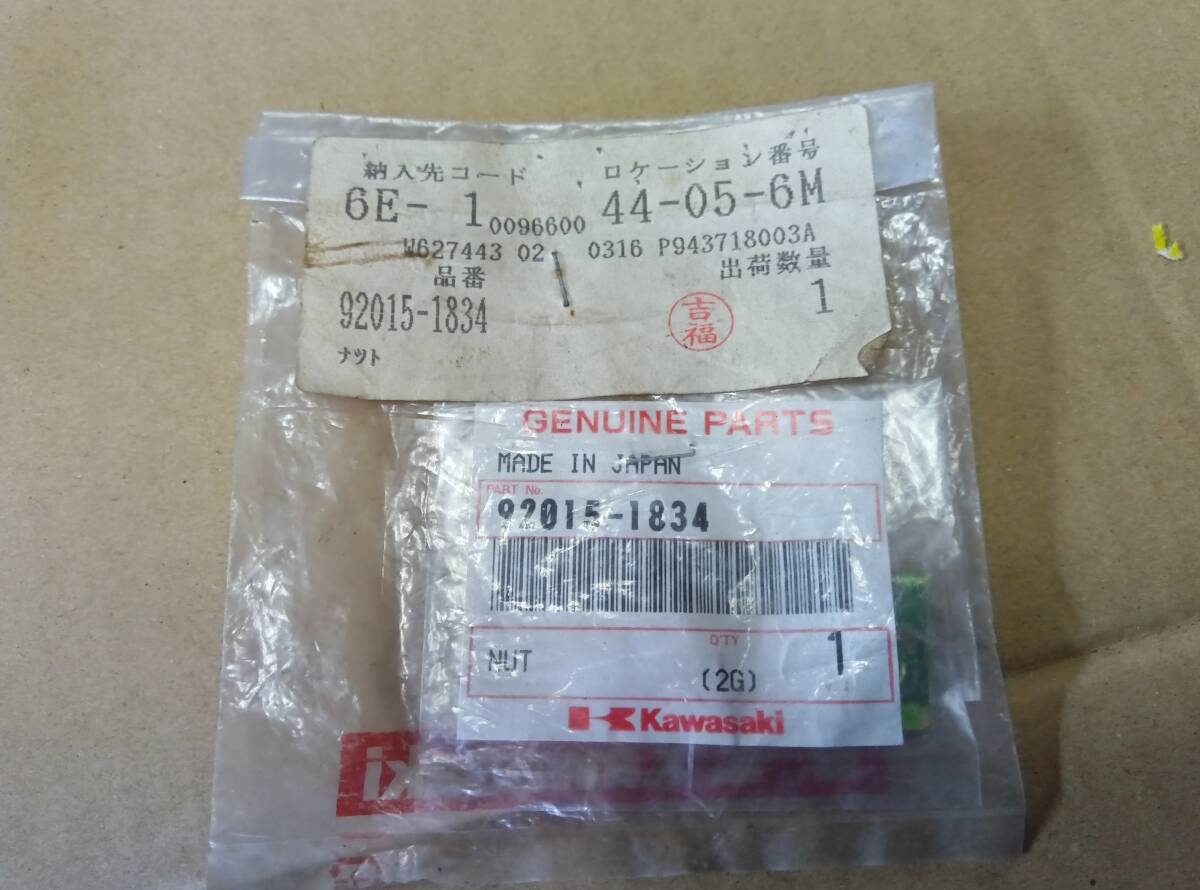 納入先コード ロケーション番号
6E- 1 0096600 44-05-6M
W627443 02 0316 P943718003A
品番 出荷数量
92015-1834 1
ナツト
吉福
GENUINE PARTS
MADE IN JAPAN
PART No.
92015-1834
Q'TY
NUT (2G) 1
Kawasaki